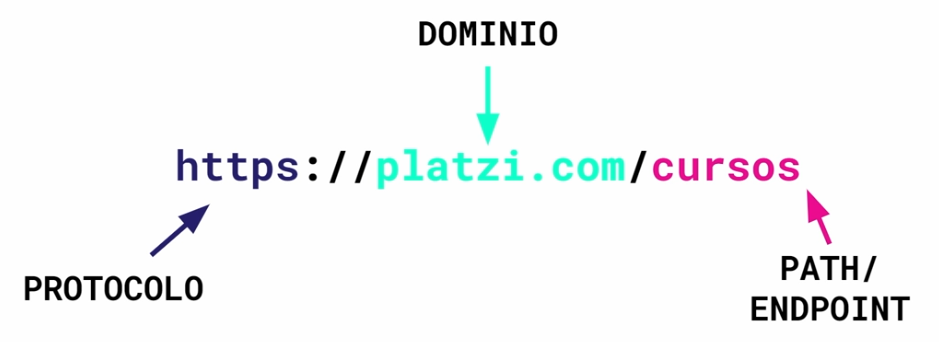 DOMINIO
https://platzi.com/cursos
PROTOCOLO
PATH/
ENDPOINT